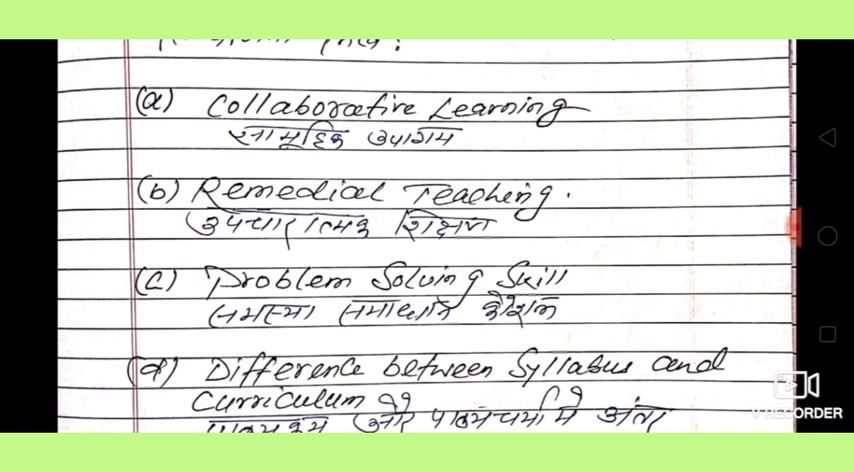 (a) Collaborative Learning
सामूहिक उपागम
(b) Remedial Teaching.
उपचारात्मक शिक्षण
(c) Problem Solving Skill
समस्या समाधान कौशल
(d) Difference between Syllabus and
Curriculum
और पाठ्यचर्या में अंतर
V RECORDER